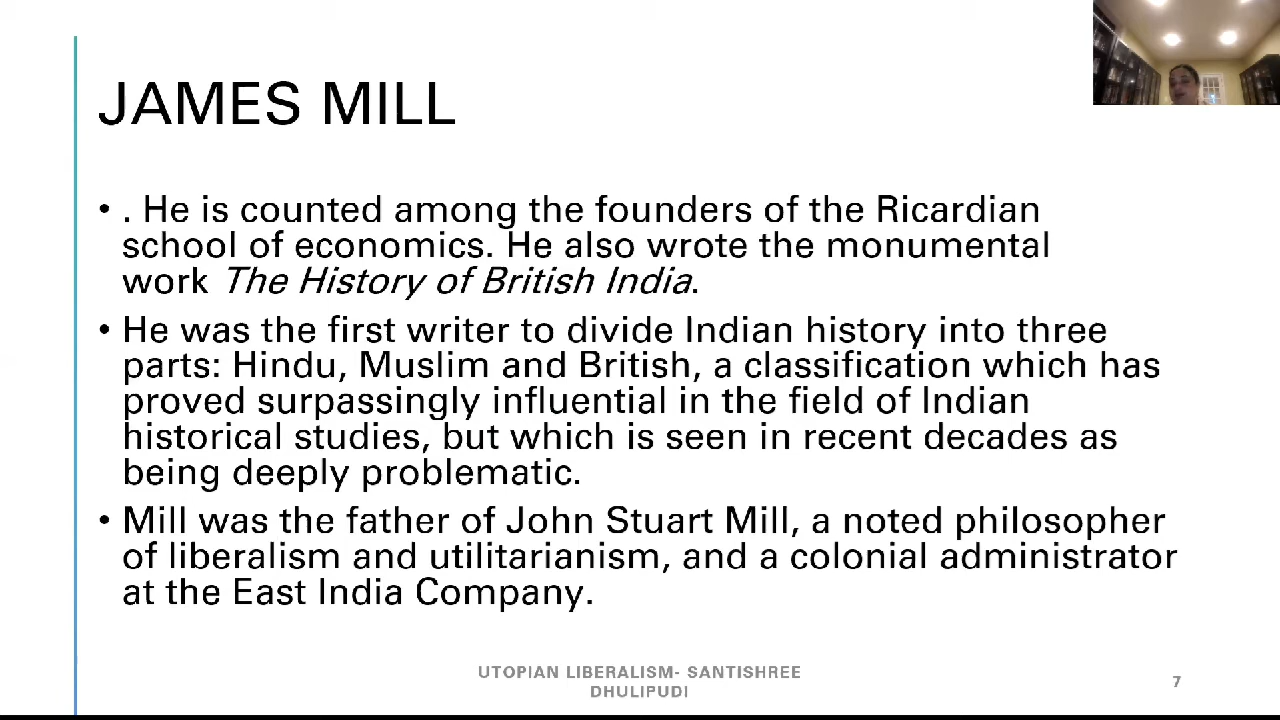 JAMES MILL
• . He is counted among the founders of the Ricardian
school of economics. He also wrote the monumental
work The History of British India.
• He was the first writer to divide Indian history into three
parts: Hindu, Muslim and British, a classification which has
proved surpassingly influential in the field of Indian
historical studies, but which is seen in recent decades as
being deeply problematic.
• Mill was the father of John Stuart Mill, a noted philosopher
of liberalism and utilitarianism, and a colonial administrator
at the East India Company.
UTOPIAN LIBERALISM- SANTISHREE
DHULIPUDI
7